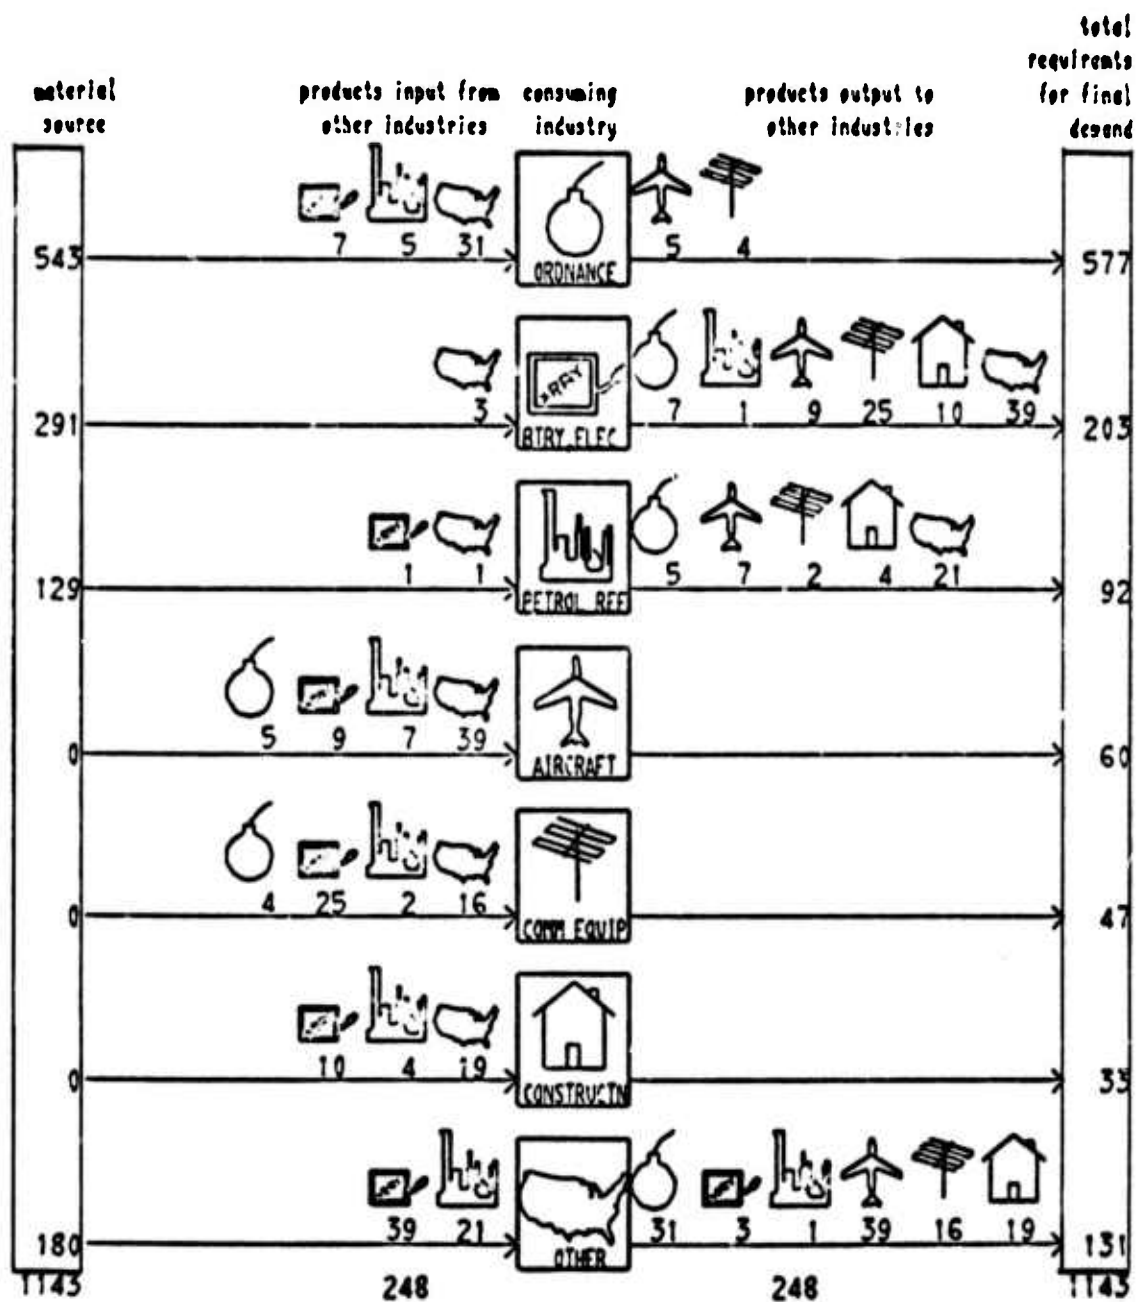 total
requirmts
for final
demand
material
source
products input from
other industries
consuming
industry
products output to
other industries
7 5 31
5 4
543
577
ORDNANCE
3
XRAY
7 1 9 25 10 39
291
203
BTRY,ELEC
1 1
5 7 2 4 21
129
92
PETROL REF
5 9 7 39
0
60
AIRCRAFT
4 25 2 16
0
47
COMM EQUIP
10 4 19
0
33
CONSTRUCTN
39 21
31 3 1 39 16 19
180
131
OTHER
1143 248 248 1143